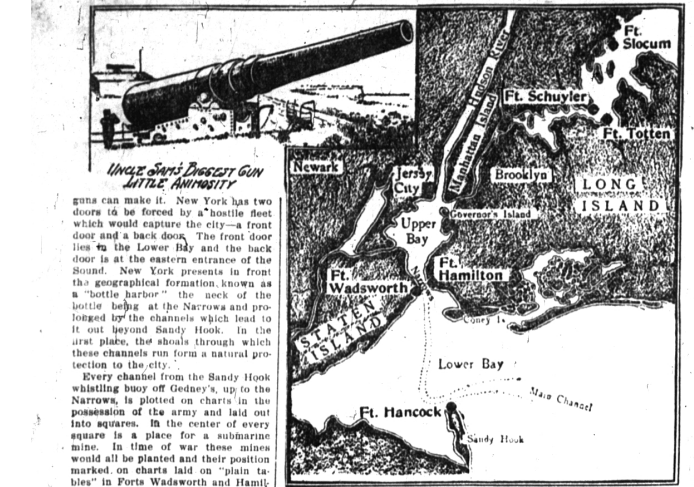 UNCLE SAM'S BIGGEST GUN
LITTLE ANIMOSITY
guns can make it. New York has two
doors to be forced by a hostile fleet
which would capture the city—a front
door and a back door. The front door
lies in the Lower Bay and the back
door is at the eastern entrance of the
Sound. New York presents in front
the geographical formation, known as
a "bottle harbor" the neck of the
bottle being at the Narrows and pro-
longed by the channels which lead to
it out beyond Sandy Hook. In the
first place, the shoals through which
these channels run form a natural pro-
tection to the city.
Every channel from the Sandy Hook
whistling buoy off Gedney's, up to the
Narrows, is plotted on charts in the
possession of the army and laid out
into squares. In the center of every
square is a place for a submarine
mine. In time of war these mines
would all be planted and their position
marked on charts laid on "plain ta-
bles" in Forts Wadsworth and Hamil-
Ft.
Slocum
Hudson River
Manhattan Island
Ft. Schuyler
Ft. Totten
Newark
Jersey
City
Brooklyn
LONG
ISLAND
Governor's Island
Upper
Bay
Ft.
Wadsworth
Narrows
Ft.
Hamilton
STATEN
ISLAND
Coney I.
Lower Bay
Main Channel
Ft. Hancock
Sandy Hook